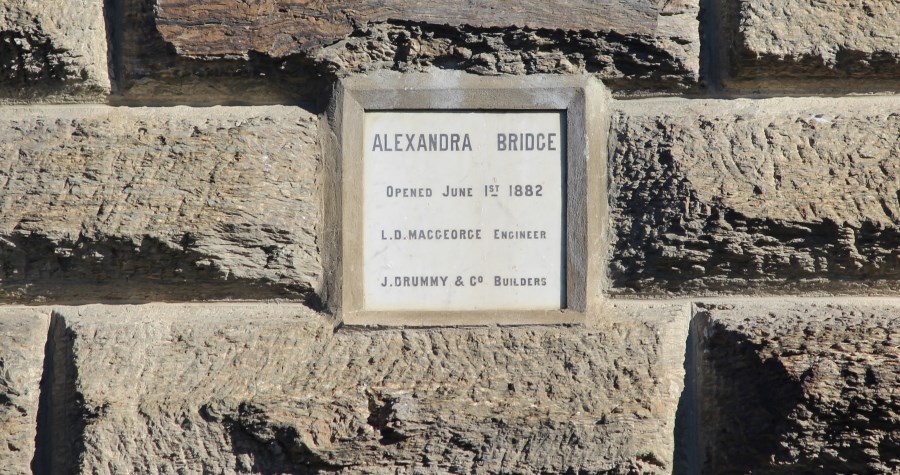 ALEXANDRA BRIDGE
OPENED JUNE 1ST 1882
L.D. MACGEORGE ENGINEER
J. DRUMMY & CO BUILDERS